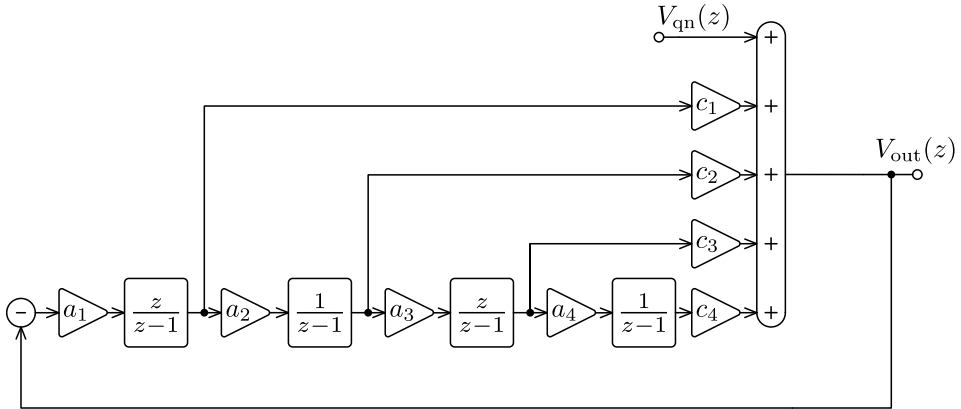 V_qn(z)
+
c_1 +
V_out(z)
c_2 +
c_3 +
- a_1 z/(z−1) a_2 1/(z−1) a_3 z/(z−1) a_4 1/(z−1) c_4 +